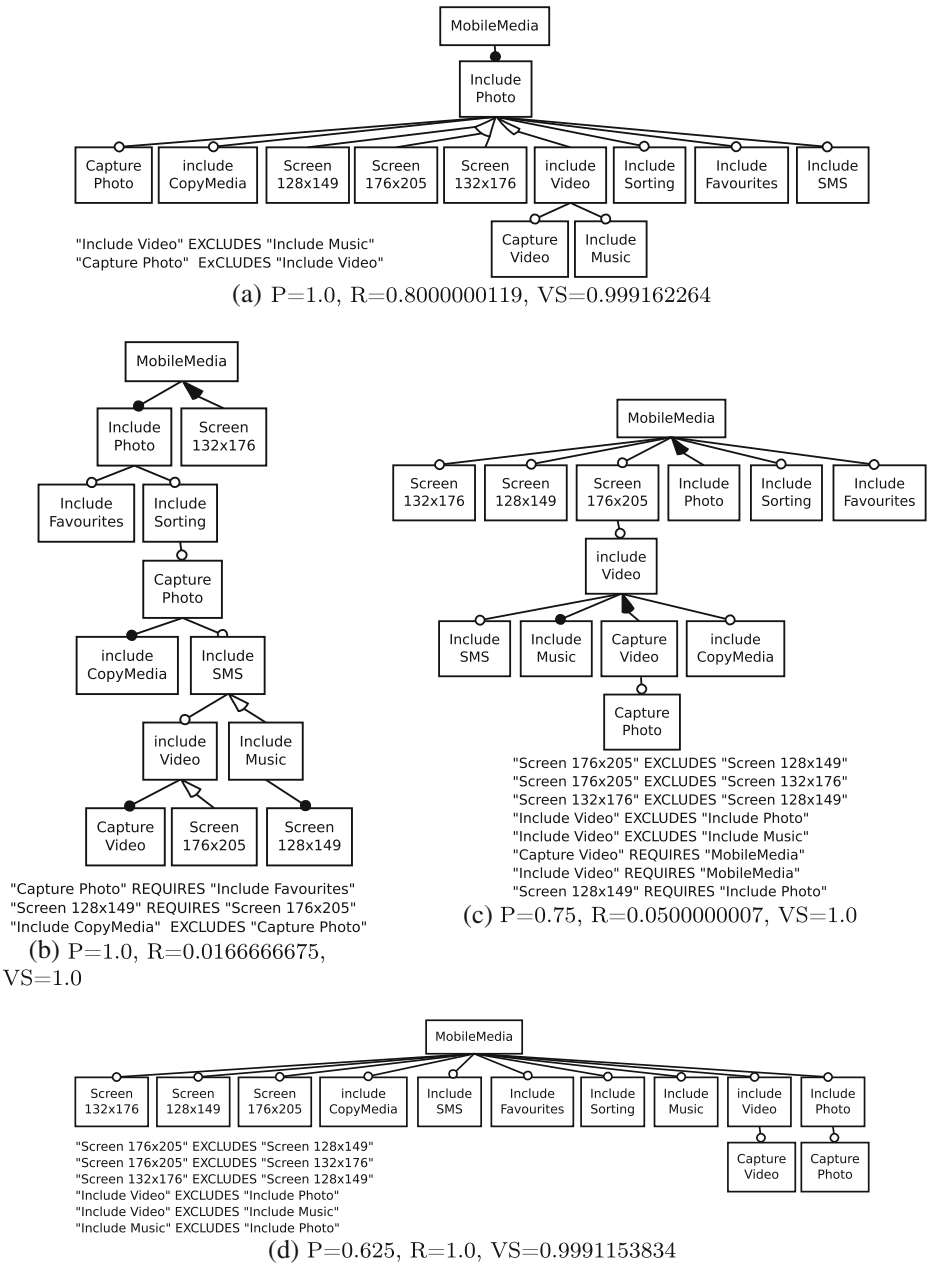 MobileMedia
Include
Photo
Capture
Photo
include
CopyMedia
Screen
128x149
Screen
176x205
Screen
132x176
include
Video
Include
Sorting
Include
Favourites
Include
SMS
Capture
Video
Include
Music
"Include Video" EXCLUDES "Include Music"
"Capture Photo" ExCLUDES "Include Video"
(a) P=1.0, R=0.8000000119, VS=0.999162264
MobileMedia
Include
Photo
Screen
132x176
Include
Favourites
Include
Sorting
Capture
Photo
include
CopyMedia
Include
SMS
include
Video
Include
Music
Capture
Video
Screen
176x205
Screen
128x149
"Capture Photo" REQUIRES "Include Favourites"
"Screen 128x149" REQUIRES "Screen 176x205"
"Include CopyMedia" EXCLUDES "Capture Photo"
(b) P=1.0, R=0.0166666675,
VS=1.0
MobileMedia
Screen
132x176
Screen
128x149
Screen
176x205
Include
Photo
Include
Sorting
Include
Favourites
include
Video
Include
SMS
Include
Music
Capture
Video
include
CopyMedia
Capture
Photo
"Screen 176x205" EXCLUDES "Screen 128x149"
"Screen 176x205" EXCLUDES "Screen 132x176"
"Screen 132x176" EXCLUDES "Screen 128x149"
"Include Video" EXCLUDES "Include Photo"
"Include Video" EXCLUDES "Include Music"
"Capture Video" REQUIRES "MobileMedia"
"Include Video" REQUIRES "MobileMedia"
"Screen 128x149" REQUIRES "Include Photo"
(c) P=0.75, R=0.0500000007, VS=1.0
MobileMedia
Screen
132x176
Screen
128x149
Screen
176x205
include
CopyMedia
Include
SMS
Include
Favourites
Include
Sorting
Include
Music
include
Video
Include
Photo
Capture
Video
Capture
Photo
"Screen 176x205" EXCLUDES "Screen 128x149"
"Screen 176x205" EXCLUDES "Screen 132x176"
"Screen 132x176" EXCLUDES "Screen 128x149"
"Include Video" EXCLUDES "Include Photo"
"Include Video" EXCLUDES "Include Music"
"Include Music" EXCLUDES "Include Photo"
(d) P=0.625, R=1.0, VS=0.9991153834